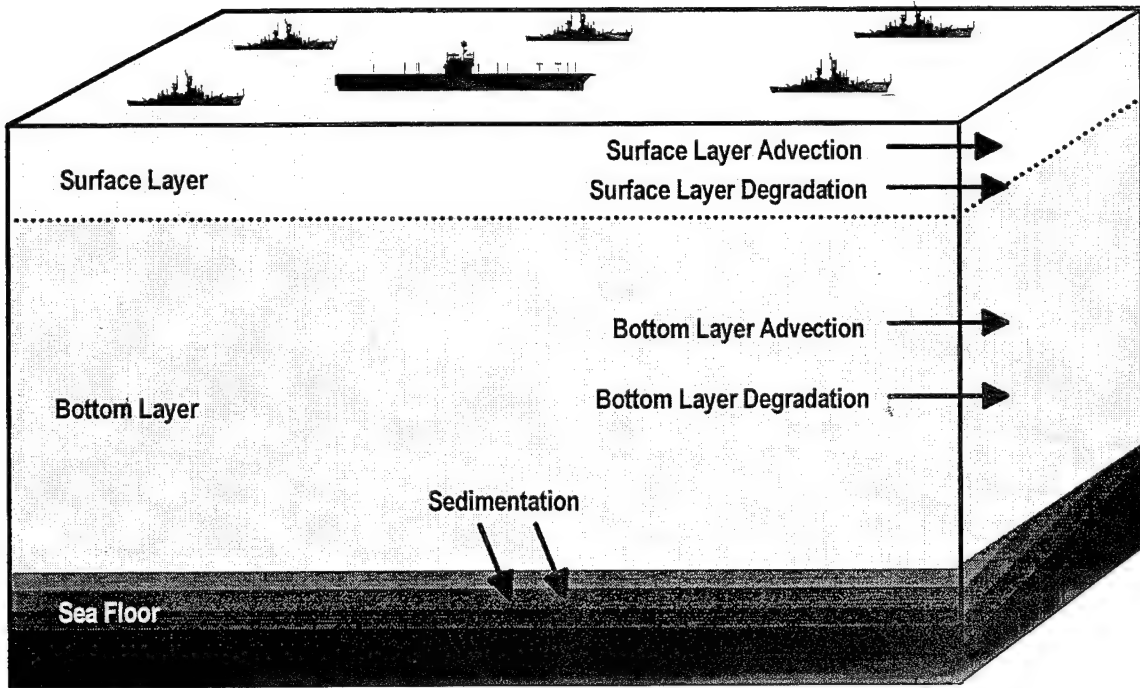 Surface Layer Advection
Surface Layer
Surface Layer Degradation
Bottom Layer Advection
Bottom Layer
Bottom Layer Degradation
Sedimentation
Sea Floor